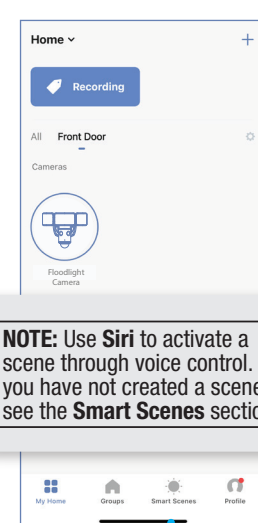 Home
Recording
All Front Door
Cameras
Floodlight
Camera
NOTE: Use Siri to activate a
scene through voice control.
you have not created a scene
see the Smart Scenes
My Home Groups Smart Scenes Profile